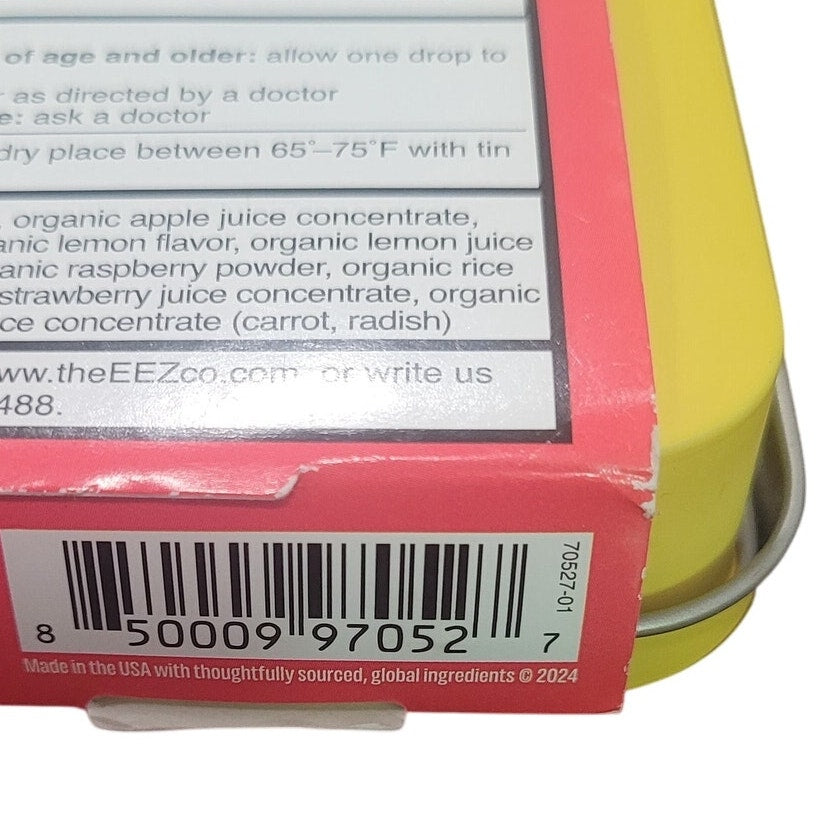 of age and older: allow one drop to
as directed by a doctor
e: ask a doctor
dry place between 65°–75°F with tin
, organic apple juice concentrate,
anic lemon flavor, organic lemon juice
anic raspberry powder, organic rice
strawberry juice concentrate, organic
ce concentrate (carrot, radish)
ww.theEEZco.com or write us
488.
70527-01
8 50009 97052 7
Made in the USA with thoughtfully sourced, global ingredients © 2024